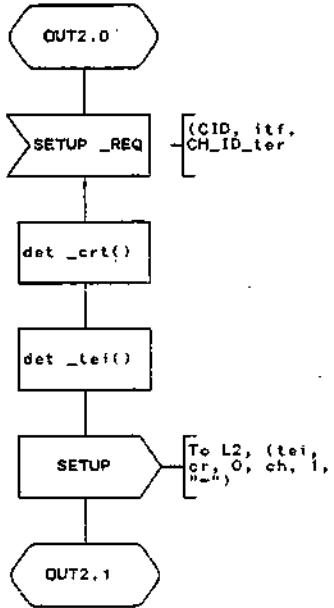 OUT2.0
SETUP _REQ
(CID, itf,
CH_ID_ter
det _crt()
det _tei()
SETUP
To L2, (tei,
cr, 0, ch, 1,
"=")
OUT2.1